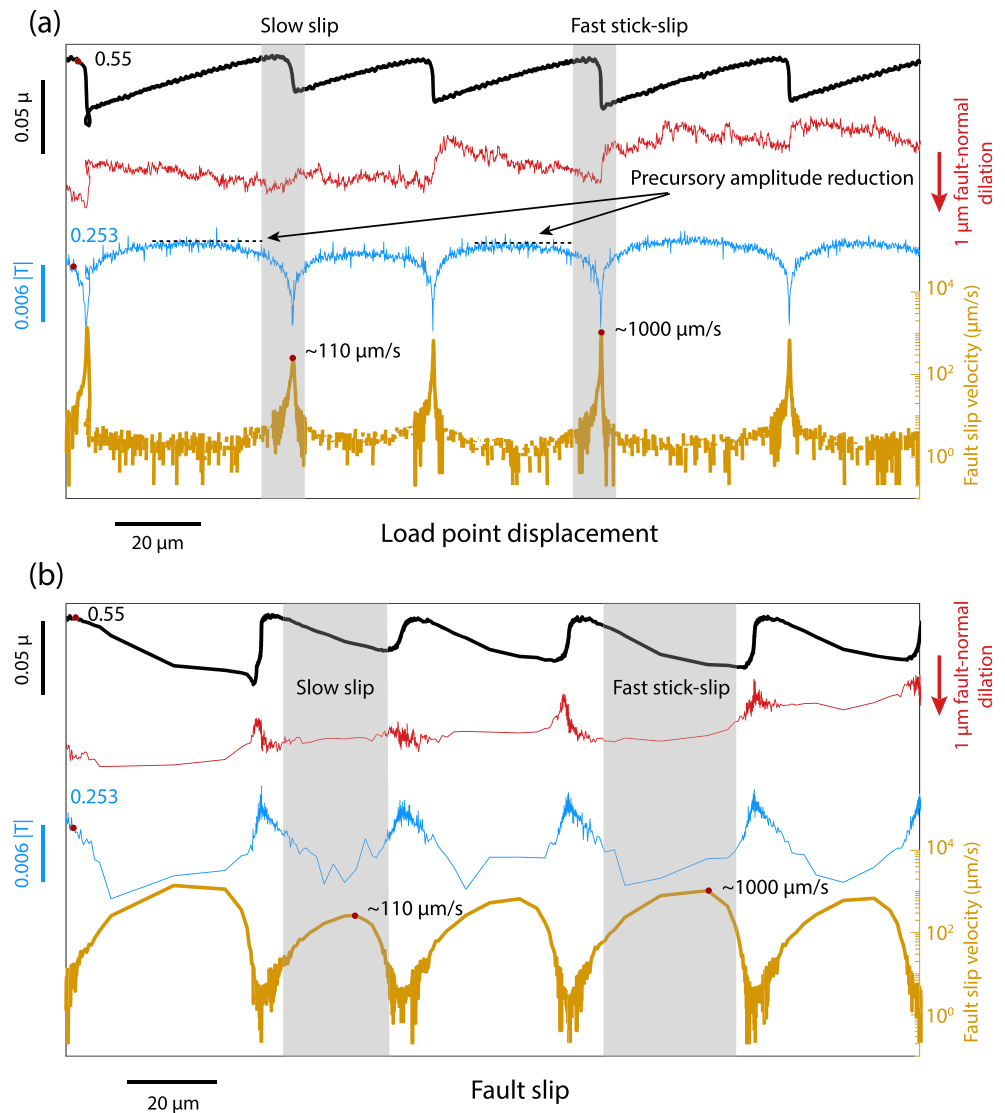 (a)
Slow slip
Fast stick-slip
0.55
0.05 µ
1 µm fault-normal
dilation
Precursory amplitude reduction
0.253
0.006 |T|
10⁴
10²
10⁰
Fault slip velocity (µm/s)
~110 µm/s
~1000 µm/s
20 µm
Load point displacement
(b)
0.55
0.05 µ
1 µm fault-normal
dilation
Slow slip
Fast stick-slip
0.253
0.006 |T|
10⁴
10²
10⁰
Fault slip velocity (µm/s)
~110 µm/s
~1000 µm/s
20 µm
Fault slip